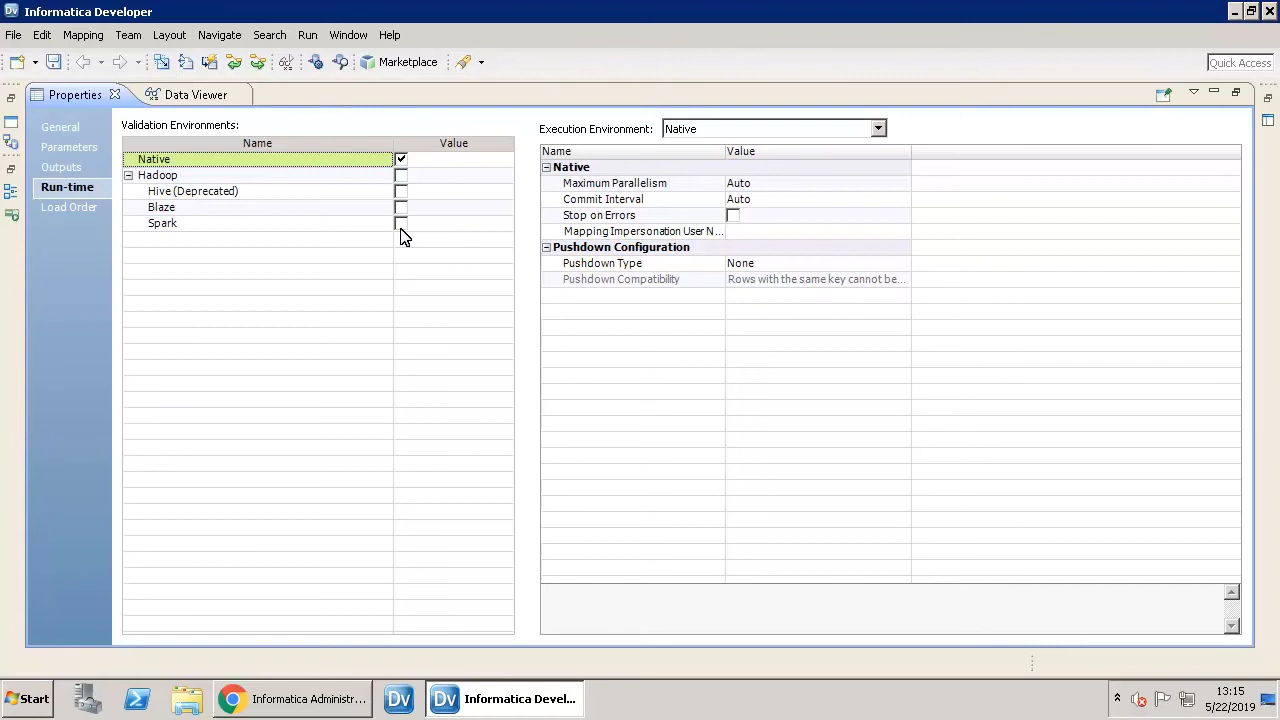 Informatica Developer
File Edit Mapping Team Layout Navigate Search Run Window Help
Marketplace
Quick Access
Properties
Data Viewer
General
Parameters
Outputs
Run-time
Load Order
Validation Environments:
Name Value
Native
Hadoop
Hive (Deprecated)
Blaze
Spark
Execution Environment: Native
Name Value
Native
Maximum Parallelism Auto
Commit Interval Auto
Stop on Errors
Mapping Impersonation User N...
Pushdown Configuration
Pushdown Type None
Pushdown Compatibility Rows with the same key cannot be...
Start
Dv
Informatica Administr...
Dv
Dv
Informatica Devel...
13:15
5/22/2019